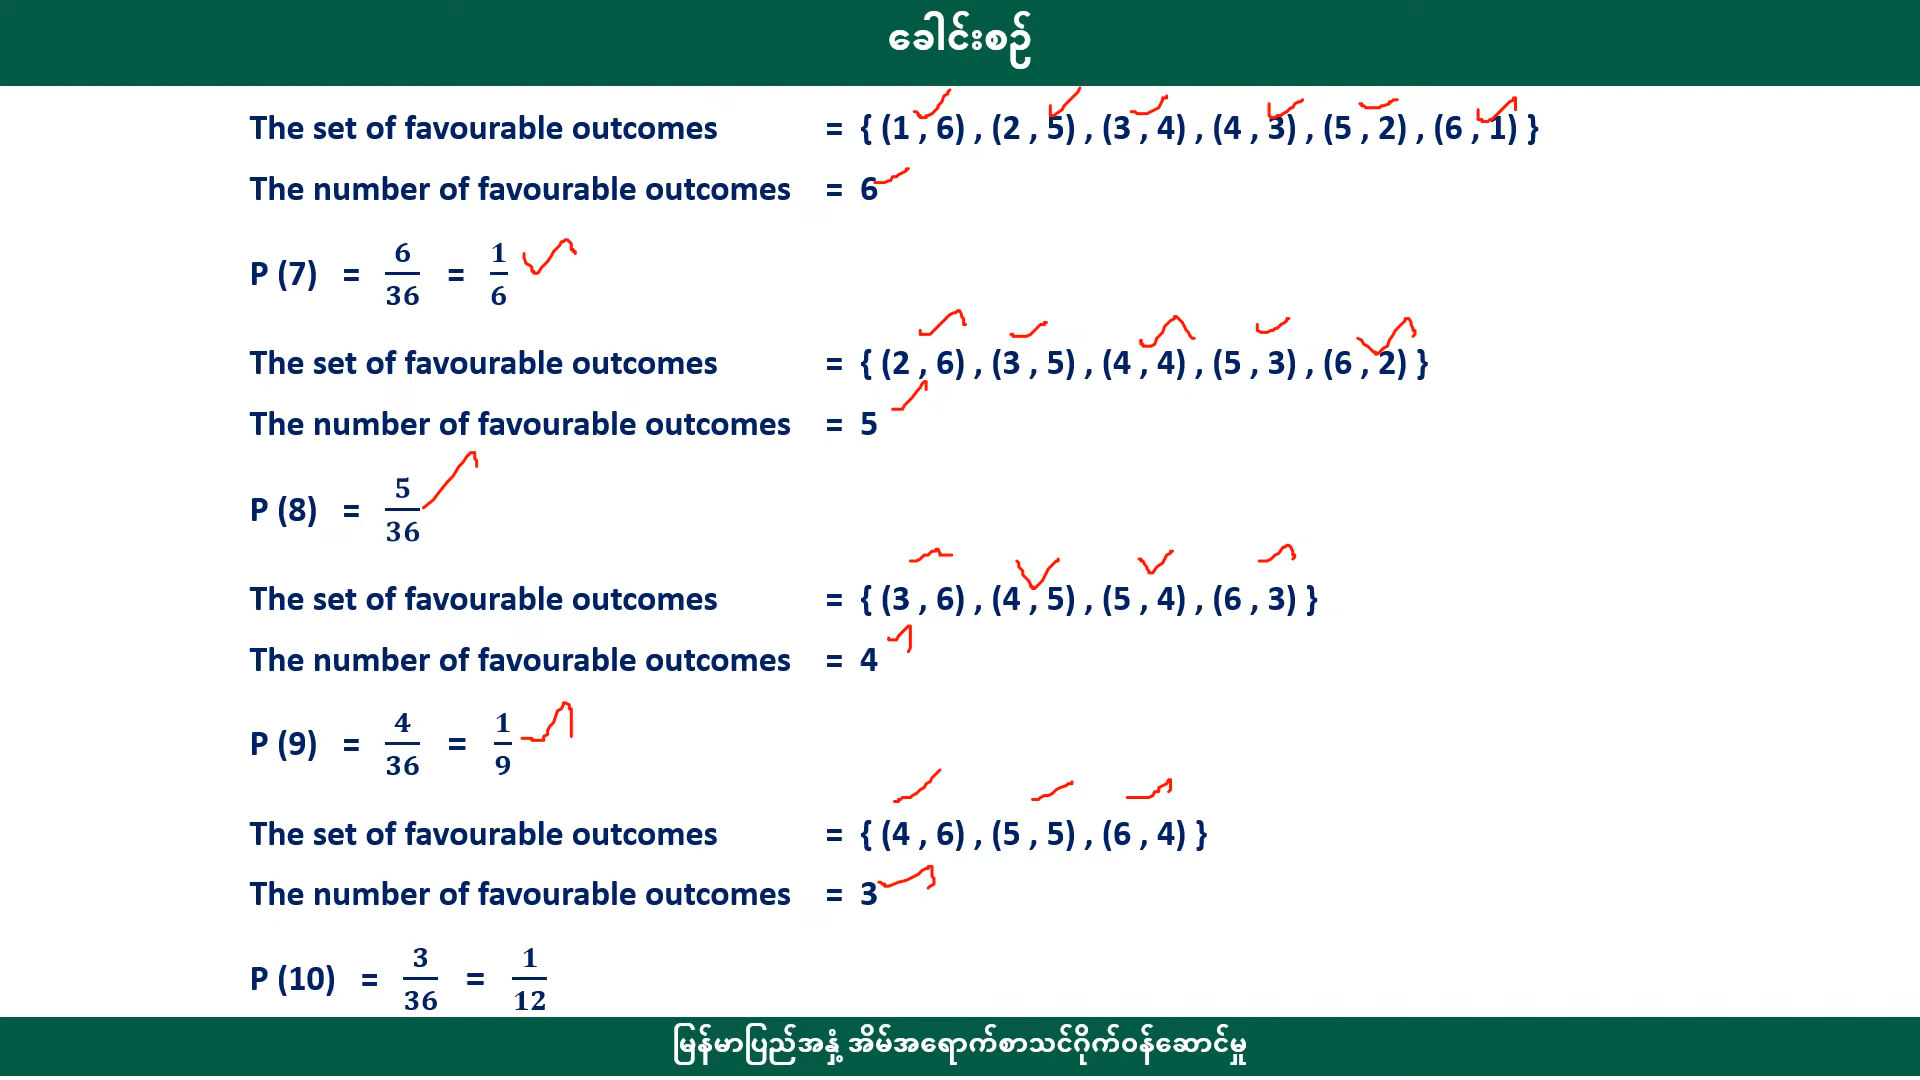 ခေါင်းစဉ်
The set of favourable outcomes = { (1 , 6) , (2 , 5) , (3 , 4) , (4 , 3) , (5 , 2) , (6 , 1) }
The number of favourable outcomes = 6
P (7) = 6/36 = 1/6
The set of favourable outcomes = { (2 , 6) , (3 , 5) , (4 , 4) , (5 , 3) , (6 , 2) }
The number of favourable outcomes = 5
P (8) = 5/36
The set of favourable outcomes = { (3 , 6) , (4 , 5) , (5 , 4) , (6 , 3) }
The number of favourable outcomes = 4
P (9) = 4/36 = 1/9
The set of favourable outcomes = { (4 , 6) , (5 , 5) , (6 , 4) }
The number of favourable outcomes = 3
P (10) = 3/36 = 1/12
မြန်မာပြည်အနှံ့ အိမ်အရောက်စာသင်ဂိုက်ဝန်ဆောင်မှု